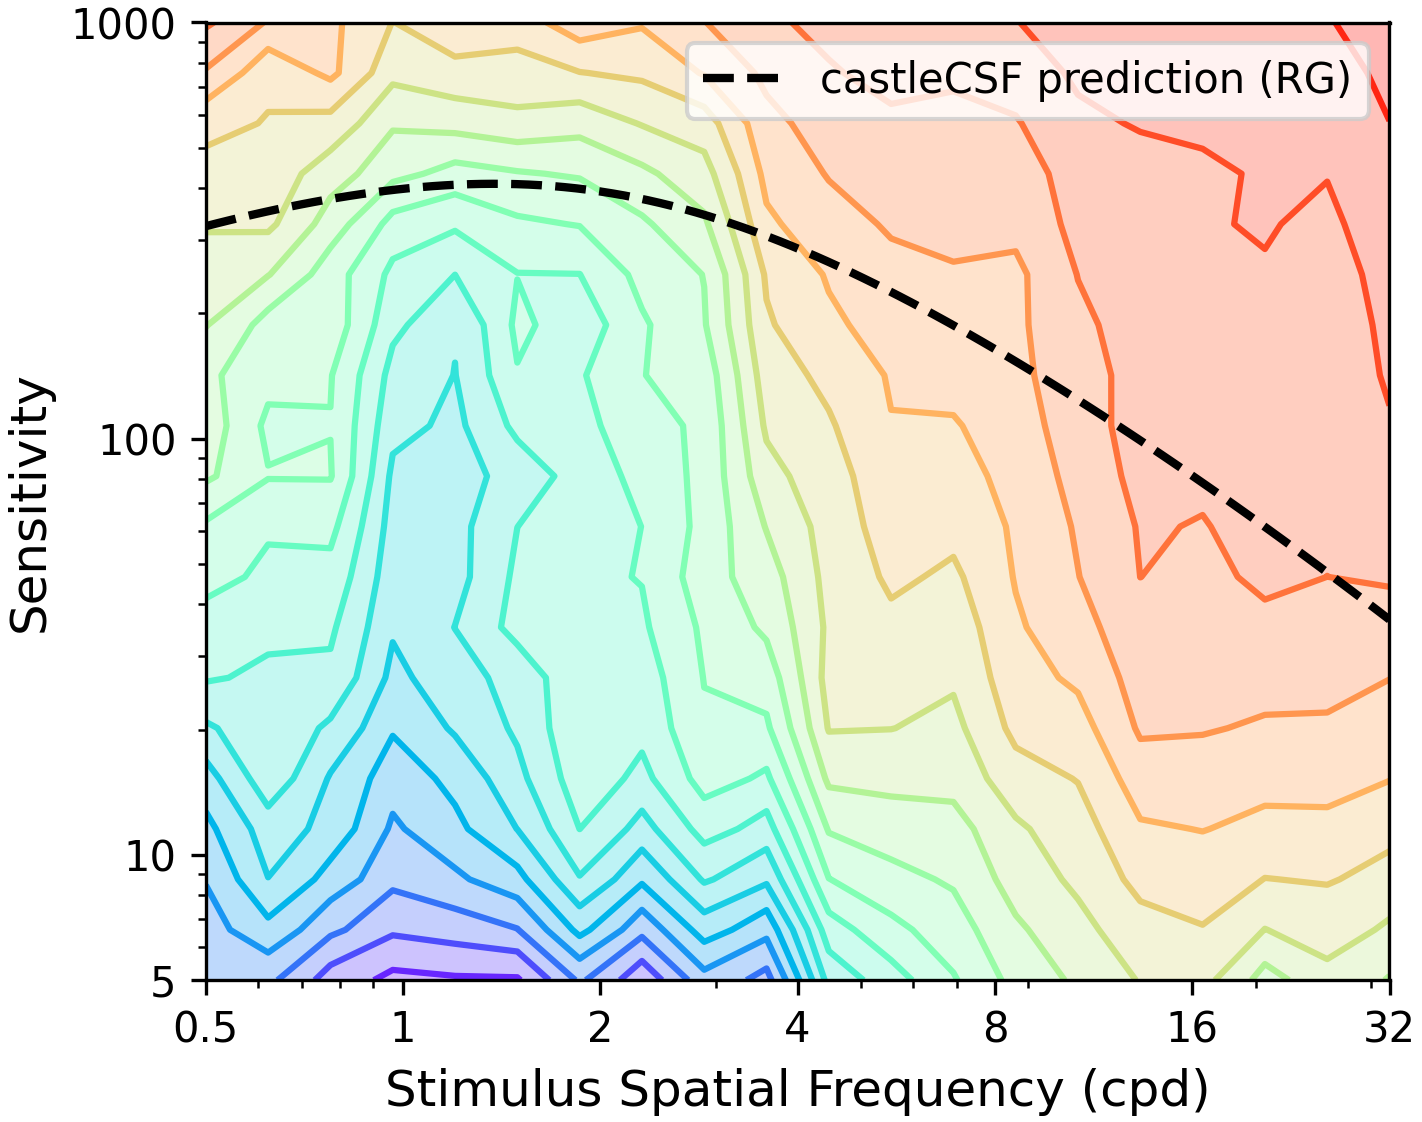 1000
castleCSF prediction (RG)
100
10
5
Sensitivity
0.5 1 2 4 8 16 32
Stimulus Spatial Frequency (cpd)